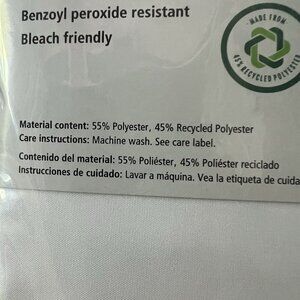 Benzoyl peroxide resistant
Bleach friendly
MADE FROM
45% RECYCLED POLYESTER
Material content: 55% Polyester, 45% Recycled Polyester
Care instructions: Machine wash. See care label.
Contenido del material: 55% Poliéster, 45% Poliéster reciclado
Instrucciones de cuidado: Lavar a máquina. Vea la etiqueta de cuida